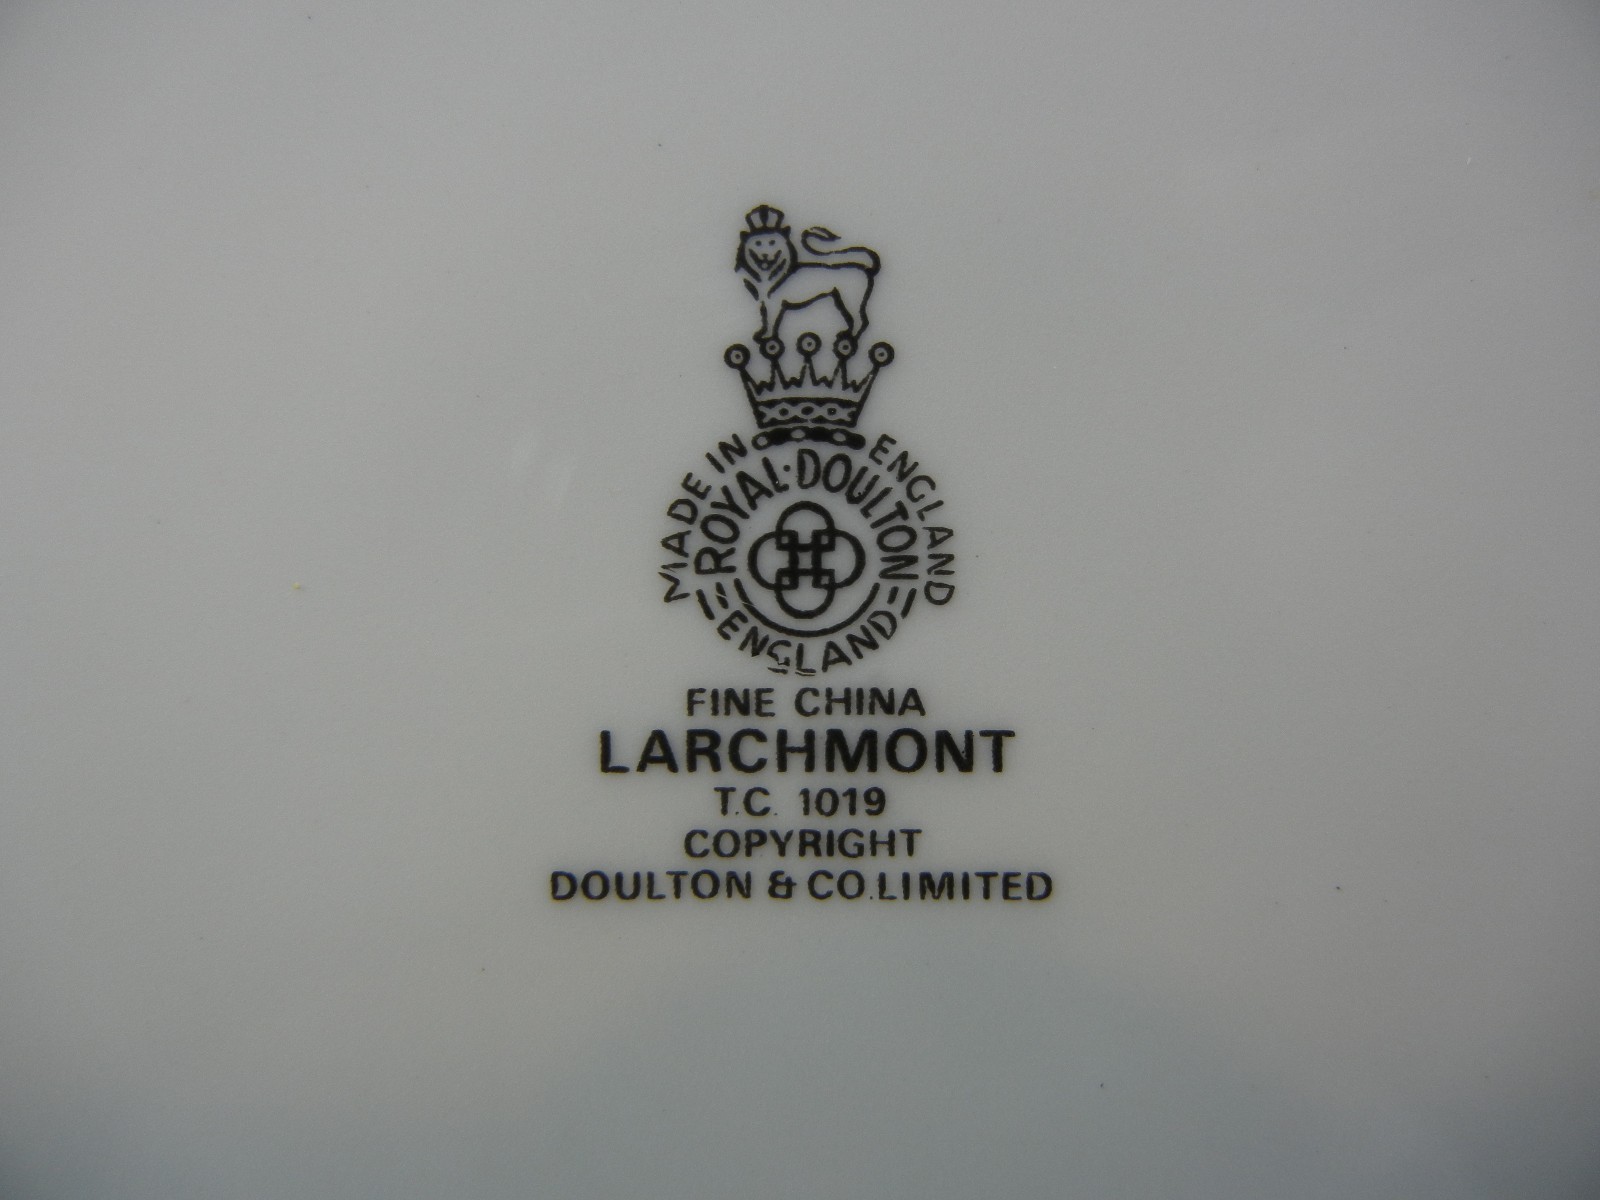 MADE IN ENGLAND
ROYAL·DOULTON
ENGLAND
FINE CHINA
LARCHMONT
T.C. 1019
COPYRIGHT
DOULTON & CO.LIMITED